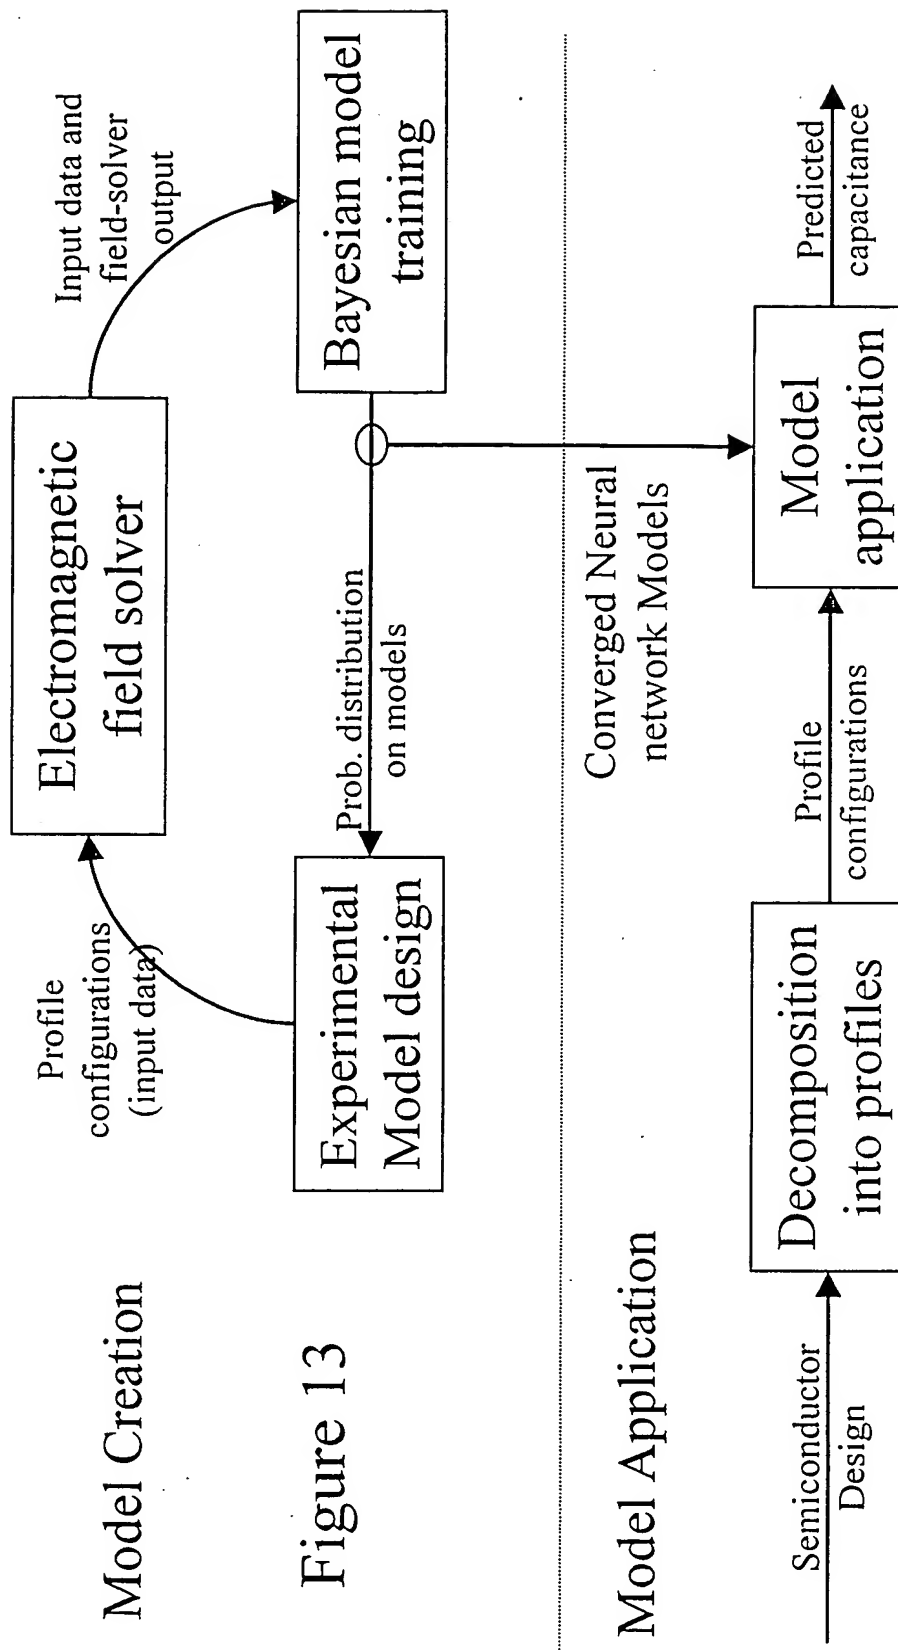 Model Creation
Figure 13
Profile
configurations
(input data)
Electromagnetic
field solver
Input data and
field-solver
output
Experimental
Model design
Prob. distribution
on models
Bayesian model
training
Model Application
Converged Neural
network Models
Semiconductor
Design
Decomposition
into profiles
Profile
configurations
Model
application
Predicted
capacitance